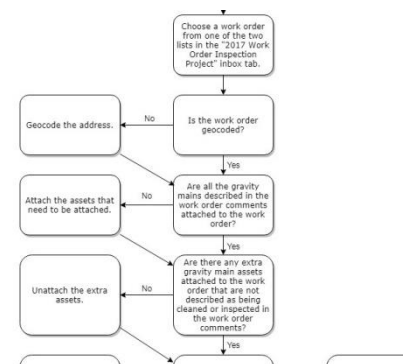 Choose a work order
from one of the two
lists in the "2017 Work
Order Inspection
Project" inbox tab.
Geocode the address.
No
Is the work order
geocoded?
Yes
Attach the assets that
need to be attached.
No
Are all the gravity
mains described in the
work order comments
attached to the work
order?
Yes
Unattach the extra
assets.
No
Are there any extra
gravity main assets
attached to the work
order that are not
described as being
cleaned or inspected in
the work order
comments?
Yes